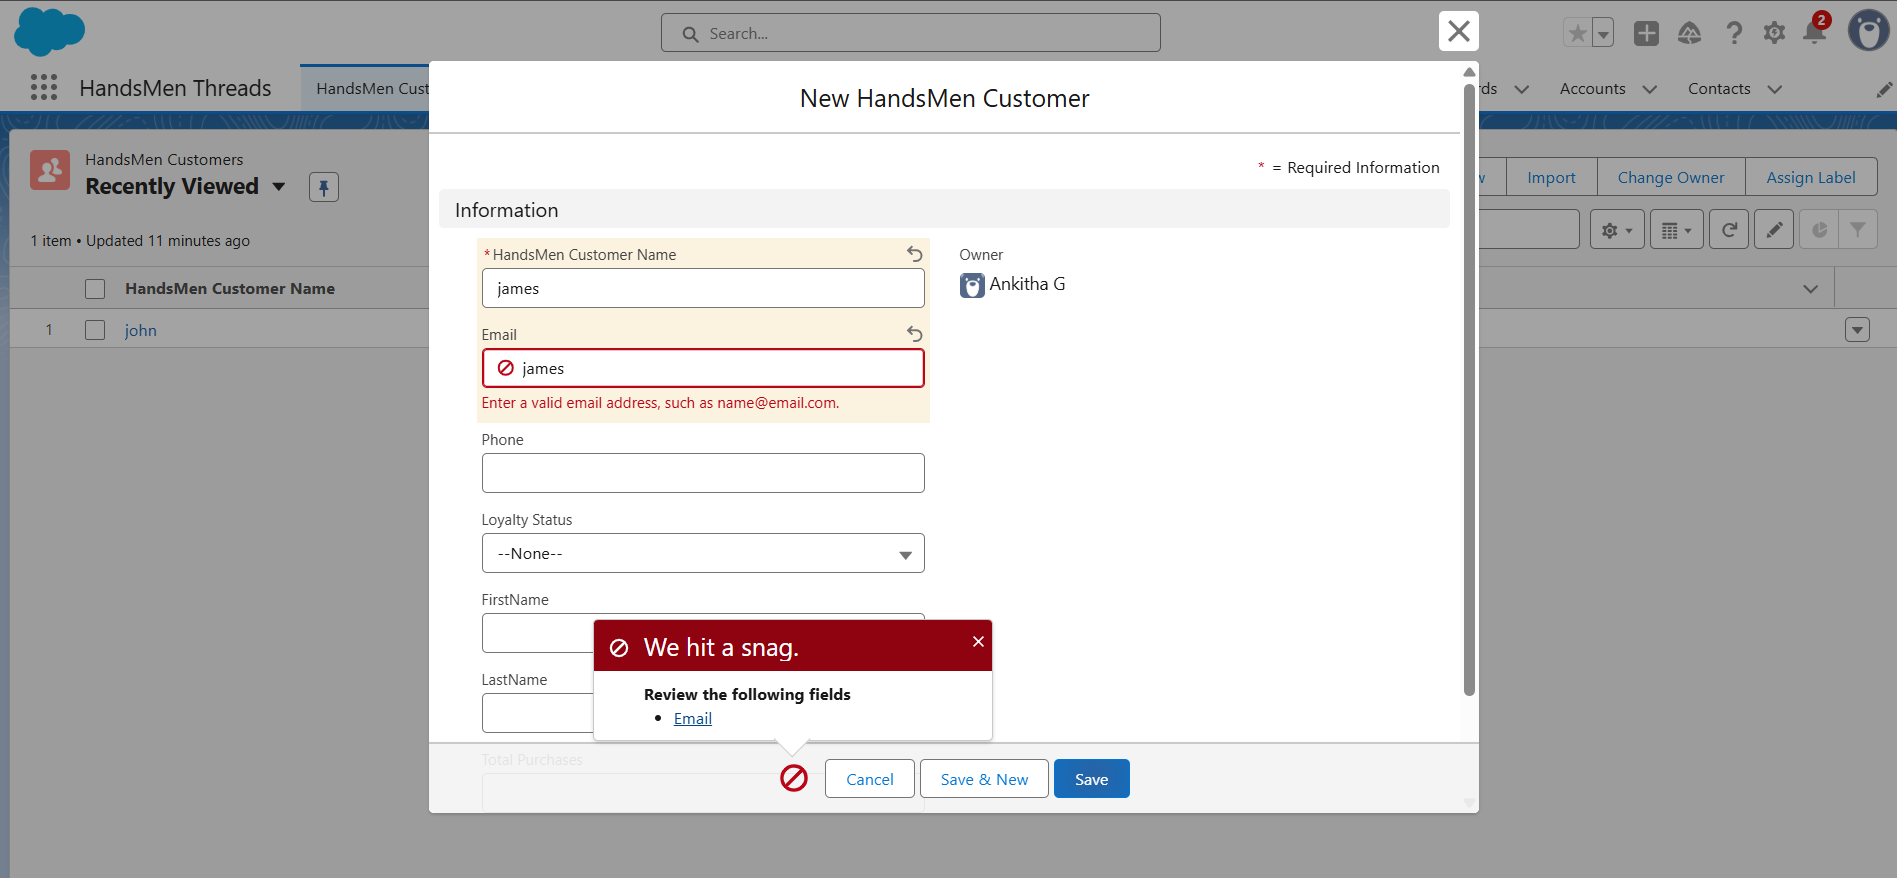 Search...
2
HandsMen Threads
HandsMen Cust
rds
Accounts
Contacts
New HandsMen Customer
HandsMen Customers
Recently Viewed
* = Required Information
w
Import
Change Owner
Assign Label
Information
1 item • Updated 11 minutes ago
*HandsMen Customer Name
Owner
james
Ankitha G
HandsMen Customer Name
1
john
Email
james
Enter a valid email address, such as name@email.com.
Phone
Loyalty Status
--None--
FirstName
We hit a snag.
LastName
Review the following fields
• Email
Total Purchases
Cancel
Save & New
Save